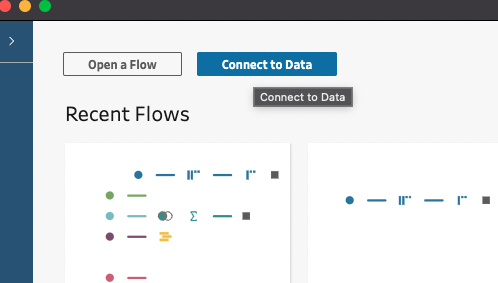 Open a Flow
Connect to Data
Connect to Data
Recent Flows